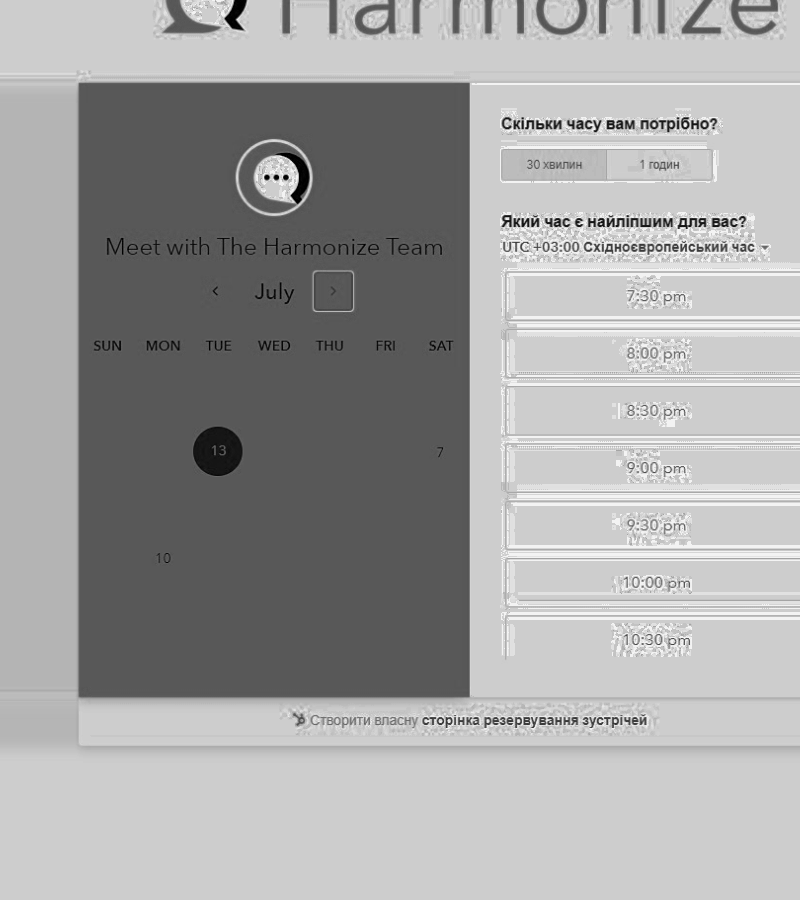 Harmonize
Meet with The Harmonize Team
July
SUN MON TUE WED THU FRI SAT
13 7
10
Скільки часу вам потрібно?
30 хвилин 1 годин
Який час є найліпшим для вас?
UTC +03:00 Східноєвропейський час
7:30 pm
8:00 pm
8:30 pm
9:00 pm
9:30 pm
10:00 pm
10:30 pm
Створити власну сторінка резервування зустрічей